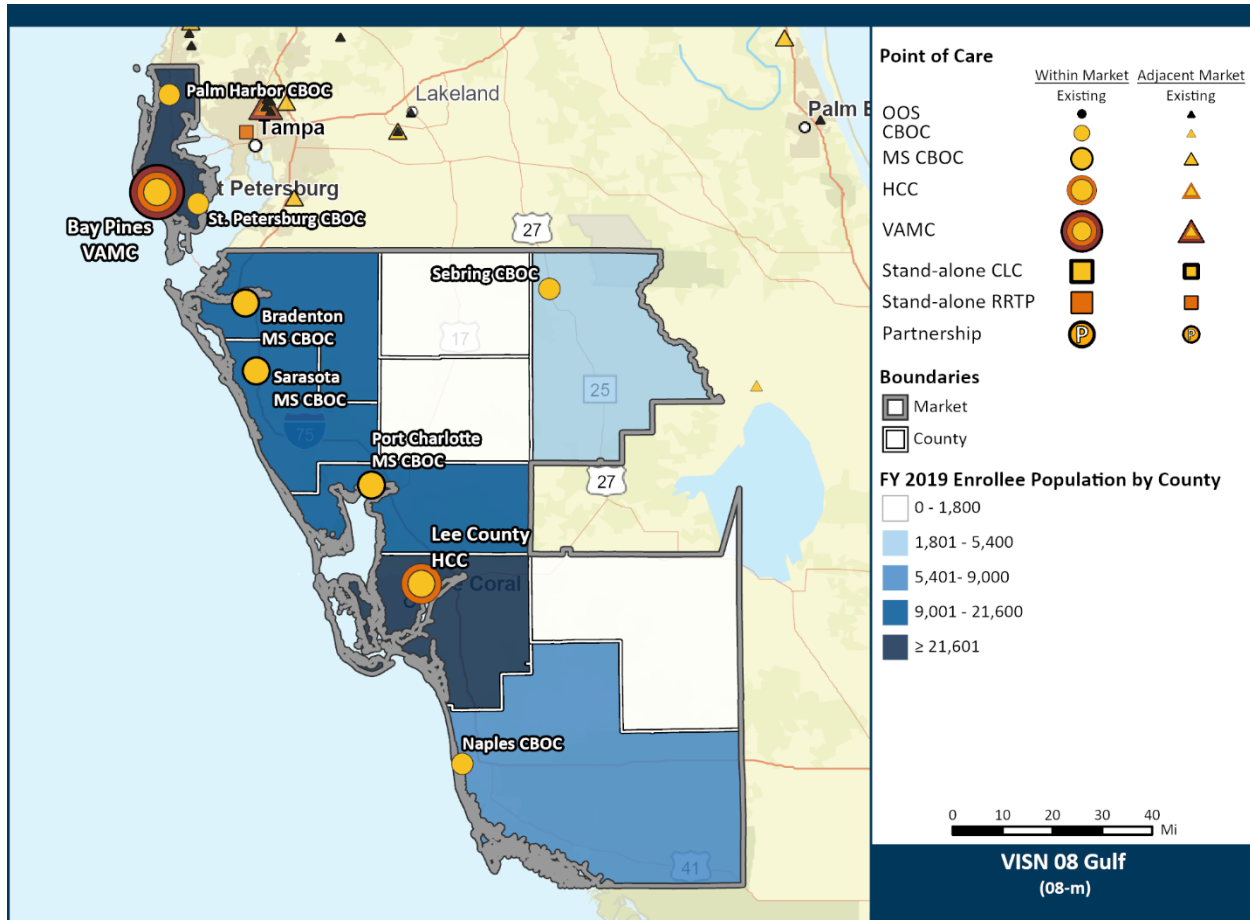 Palm Harbor CBOC
Lakeland
Tampa
Palm B
t Petersburg
Bay Pines
VAMC
St. Petersburg CBOC
27
Sebring CBOC
Bradenton
MS CBOC
17
Sarasota
MS CBOC
25
75
Port Charlotte
MS CBOC
27
Lee County
HCC
Coral
Naples CBOC
41
Point of Care
Within Market
Adjacent Market
Existing
Existing
OOS
CBOC
MS CBOC
HCC
VAMC
Stand-alone CLC
Stand-alone RRTP
Partnership
P
P
Boundaries
Market
County
FY 2019 Enrollee Population by County
0 - 1,800
1,801 - 5,400
5,401- 9,000
9,001 - 21,600
≥ 21,601
0 10 20 30 40
Mi
VISN 08 Gulf
(08-m)